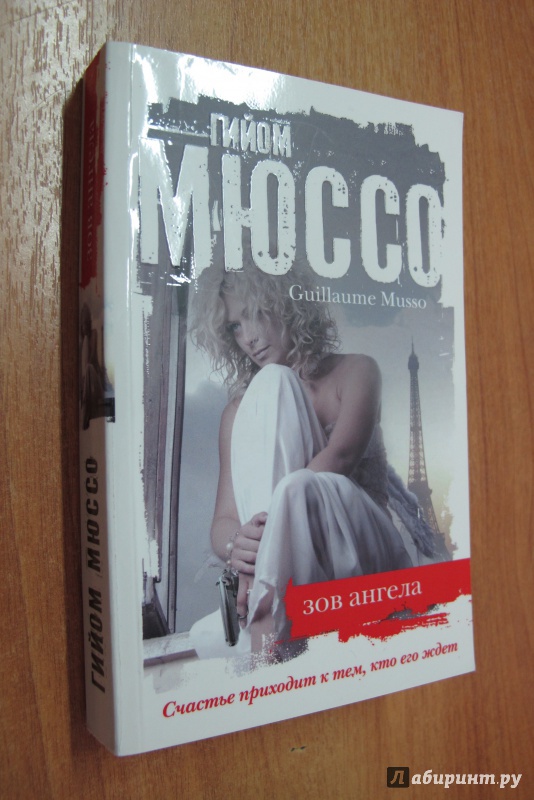 ГИЙОМ
МЮССО
Guillaume Musso
зов ангела
Счастье приходит к тем, кто его ждет
ГИЙОМ МЮССО
Лабиринт.ру